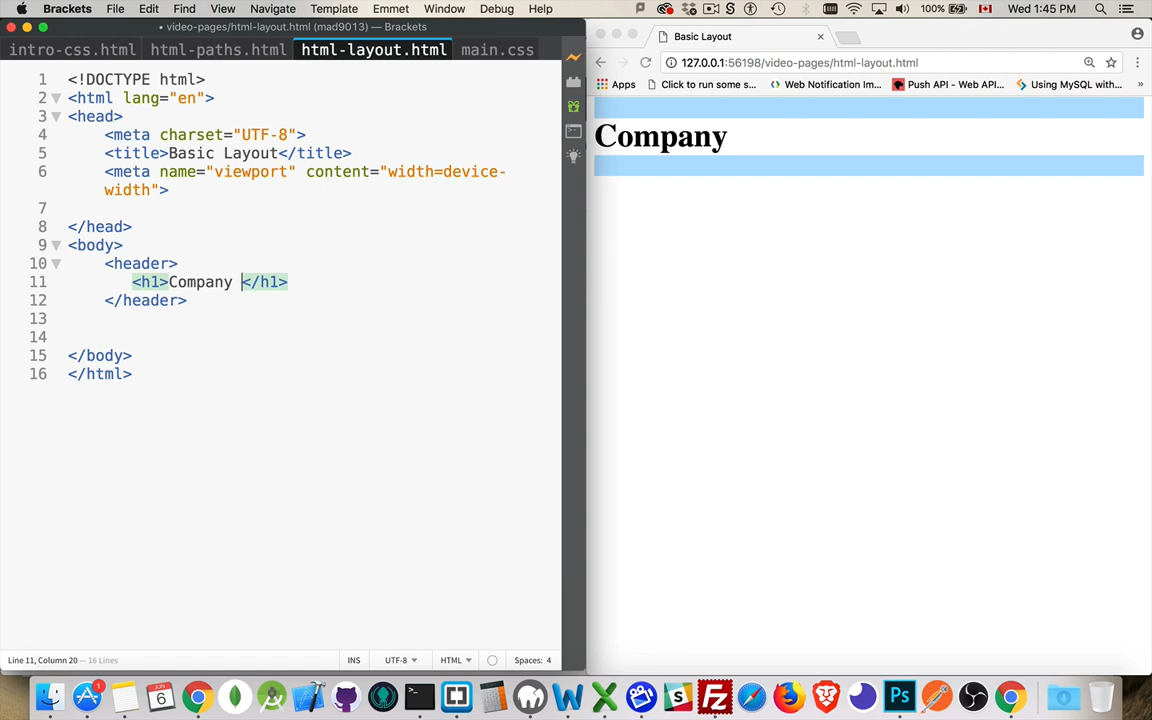 Brackets File Edit Find View Navigate Template Emmet Window Debug Help 100% Wed 1:45 PM
• video-pages/html-layout.html (mad9013) — Brackets
intro-css.html html-paths.html html-layout.html main.css
1 <!DOCTYPE html>
2 <html lang="en">
3 <head>
4 <meta charset="UTF-8">
5 <title>Basic Layout</title>
6 <meta name="viewport" content="width=device-
width">
7
8 </head>
9 <body>
10 <header>
11 <h1>Company </h1>
12 </header>
13
14
15 </body>
16 </html>
Line 11, Column 20 — 16 Lines INS UTF-8 HTML Spaces: 4
Basic Layout
127.0.0.1:56198/video-pages/html-layout.html
Apps Click to run some s... Web Notification Im... Push API - Web AP... Using MySQL with... »
Company
1 JUN 6 W X S Fz Ps